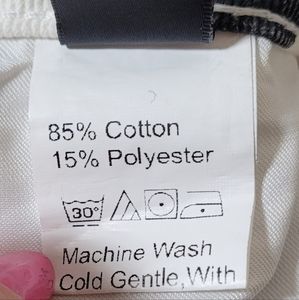 85% Cotton
15% Polyester
30°
Machine Wash
Cold Gentle, With